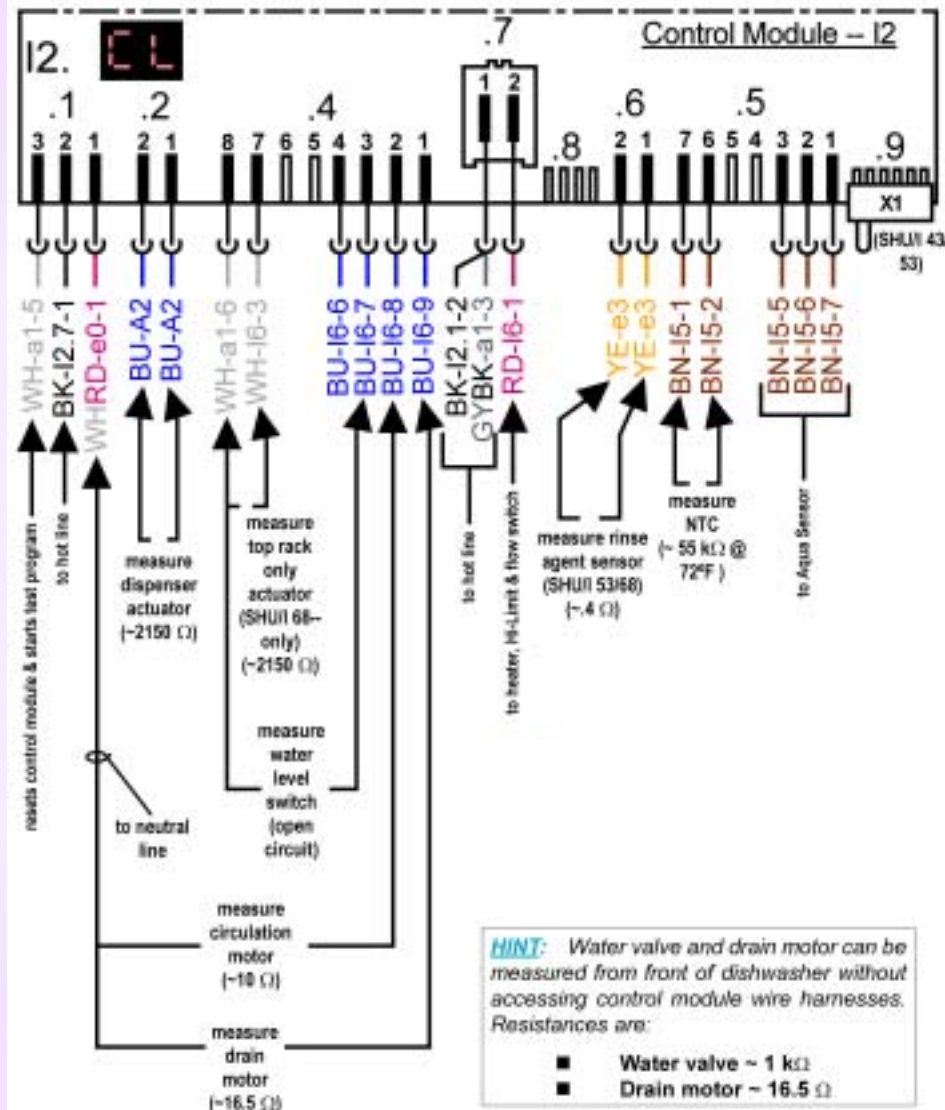 Control Module -- I2
I2.
CL
.1
.2
.4
.7
.8
.6
.5
.9
3 2 1
2 1
8 7 6 5 4 3 2 1
1 2
2 1
7 6 5 4 3 2 1
X1
(SHU/I 43/
53)
WH-a1-5
BK-I2.7-1
WHRD-e0-1
BU-A2
BU-A2
WH-a1-6
WH-I6-3
BU-I6-6
BU-I6-7
BU-I6-8
BU-I6-9
BK-I2.1-2
GYBK-a1-3
RD-I6-1
YE-e3
YE-e3
BN-I5-1
BN-I5-2
BN-I5-5
BN-I5-6
BN-I5-7
resets control module & starts test program
to hot line
measure
dispenser
actuator
(~2150 Ω)
measure
top rack
only
actuator
(SHU/I 68--
only)
(~2150 Ω)
to hot line
to heater, Hi-Limit & flow switch
measure rinse
agent sensor
(SHU/I 53/68)
(~.4 Ω)
measure
NTC
(~ 55 kΩ @
72ºF )
to Aqua Sensor
to neutral
line
measure
water
level
switch
(open
circuit)
measure
circulation
motor
(~10 Ω)
measure
drain
motor
(~16.5 Ω)
HINT: Water valve and drain motor can be
measured from front of dishwasher without
accessing control module wire harnesses.
Resistances are:
■ Water valve ~ 1 kΩ
■ Drain motor ~ 16.5 Ω